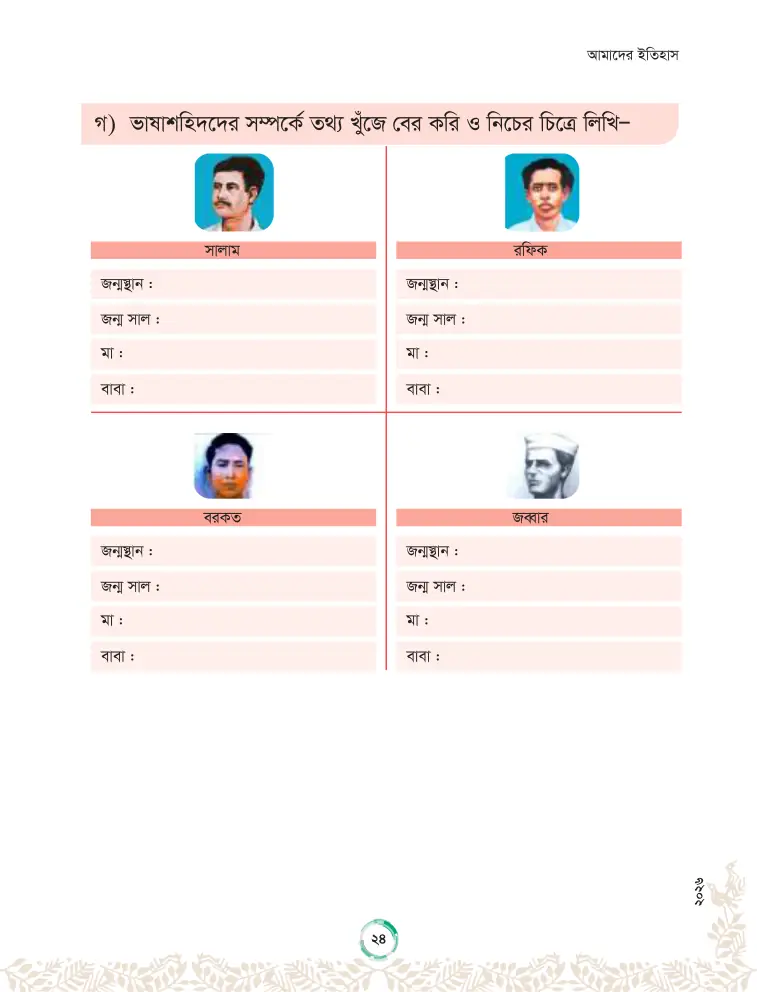 আমাদের ইতিহাস
গ) ভাষাশহিদদের সম্পর্কে তথ্য খুঁজে বের করি ও নিচের চিত্রে লিখি–
সালাম
জন্মস্থান :
জন্ম সাল :
মা :
বাবা :
রফিক
জন্মস্থান :
জন্ম সাল :
মা :
বাবা :
বরকত
জন্মস্থান :
জন্ম সাল :
মা :
বাবা :
জব্বার
জন্মস্থান :
জন্ম সাল :
মা :
বাবা :
২০২৬
২৪